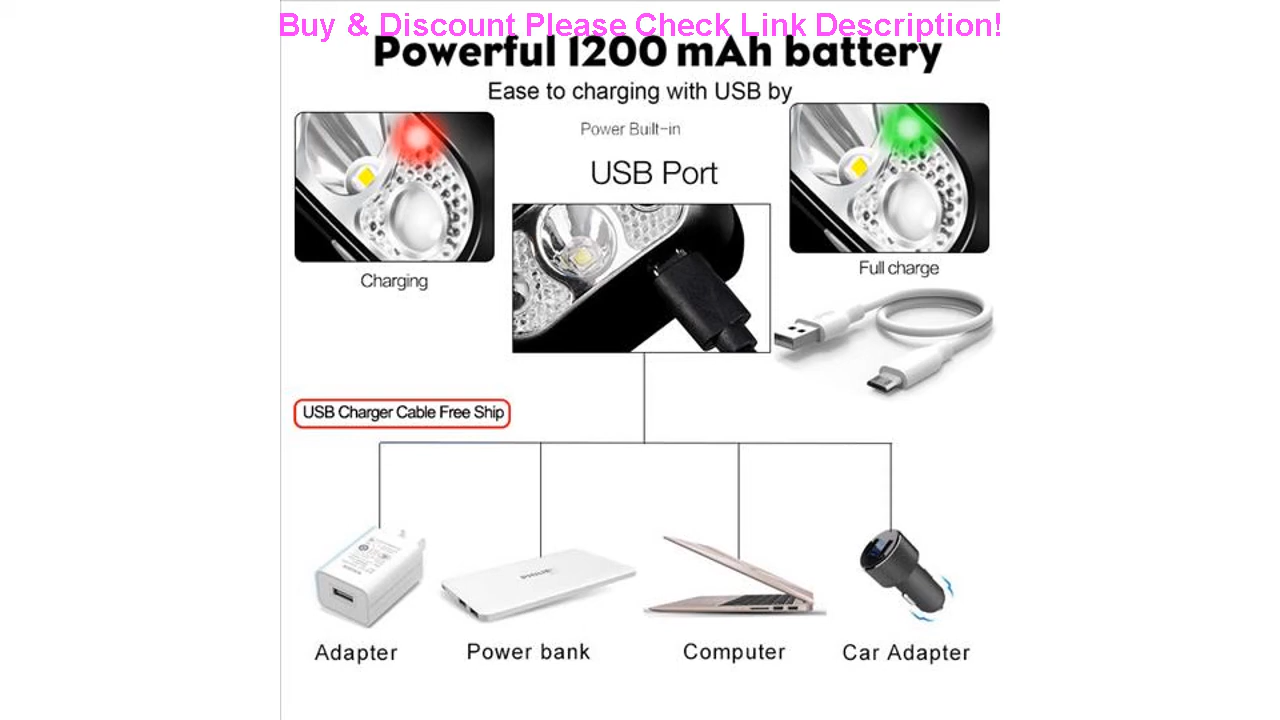 Buy & Discount Please Check Link Description!
Powerful 1200 mAh battery
Ease to charging with USB by
Power Built-in
USB Port
Charging
Full charge
USB Charger Cable Free Ship
Adapter
Power bank
Computer
Car Adapter